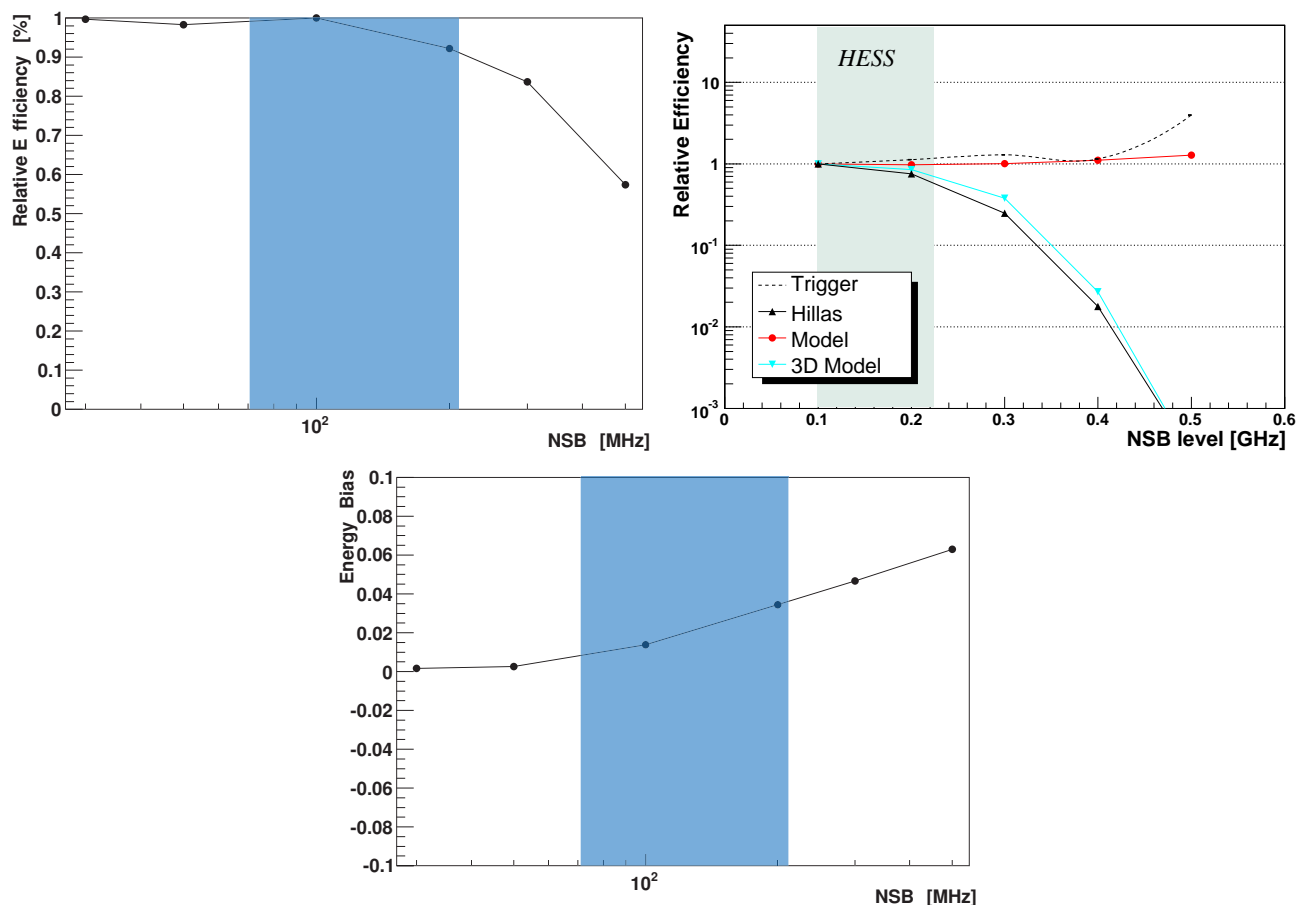 Relative E fficiency [%]
1
0.9
0.8
0.7
0.6
0.5
0.4
0.3
0.2
0.1
0
10²
NSB [MHz]
Relative Efficiency
10
1
10⁻¹
10⁻²
10⁻³
HESS
Trigger
Hillas
Model
3D Model
0 0.1 0.2 0.3 0.4 0.5 0.6
NSB level [GHz]
Energy Bias
0.1
0.08
0.06
0.04
0.02
0
-0.02
-0.04
-0.06
-0.08
-0.1
10²
NSB [MHz]